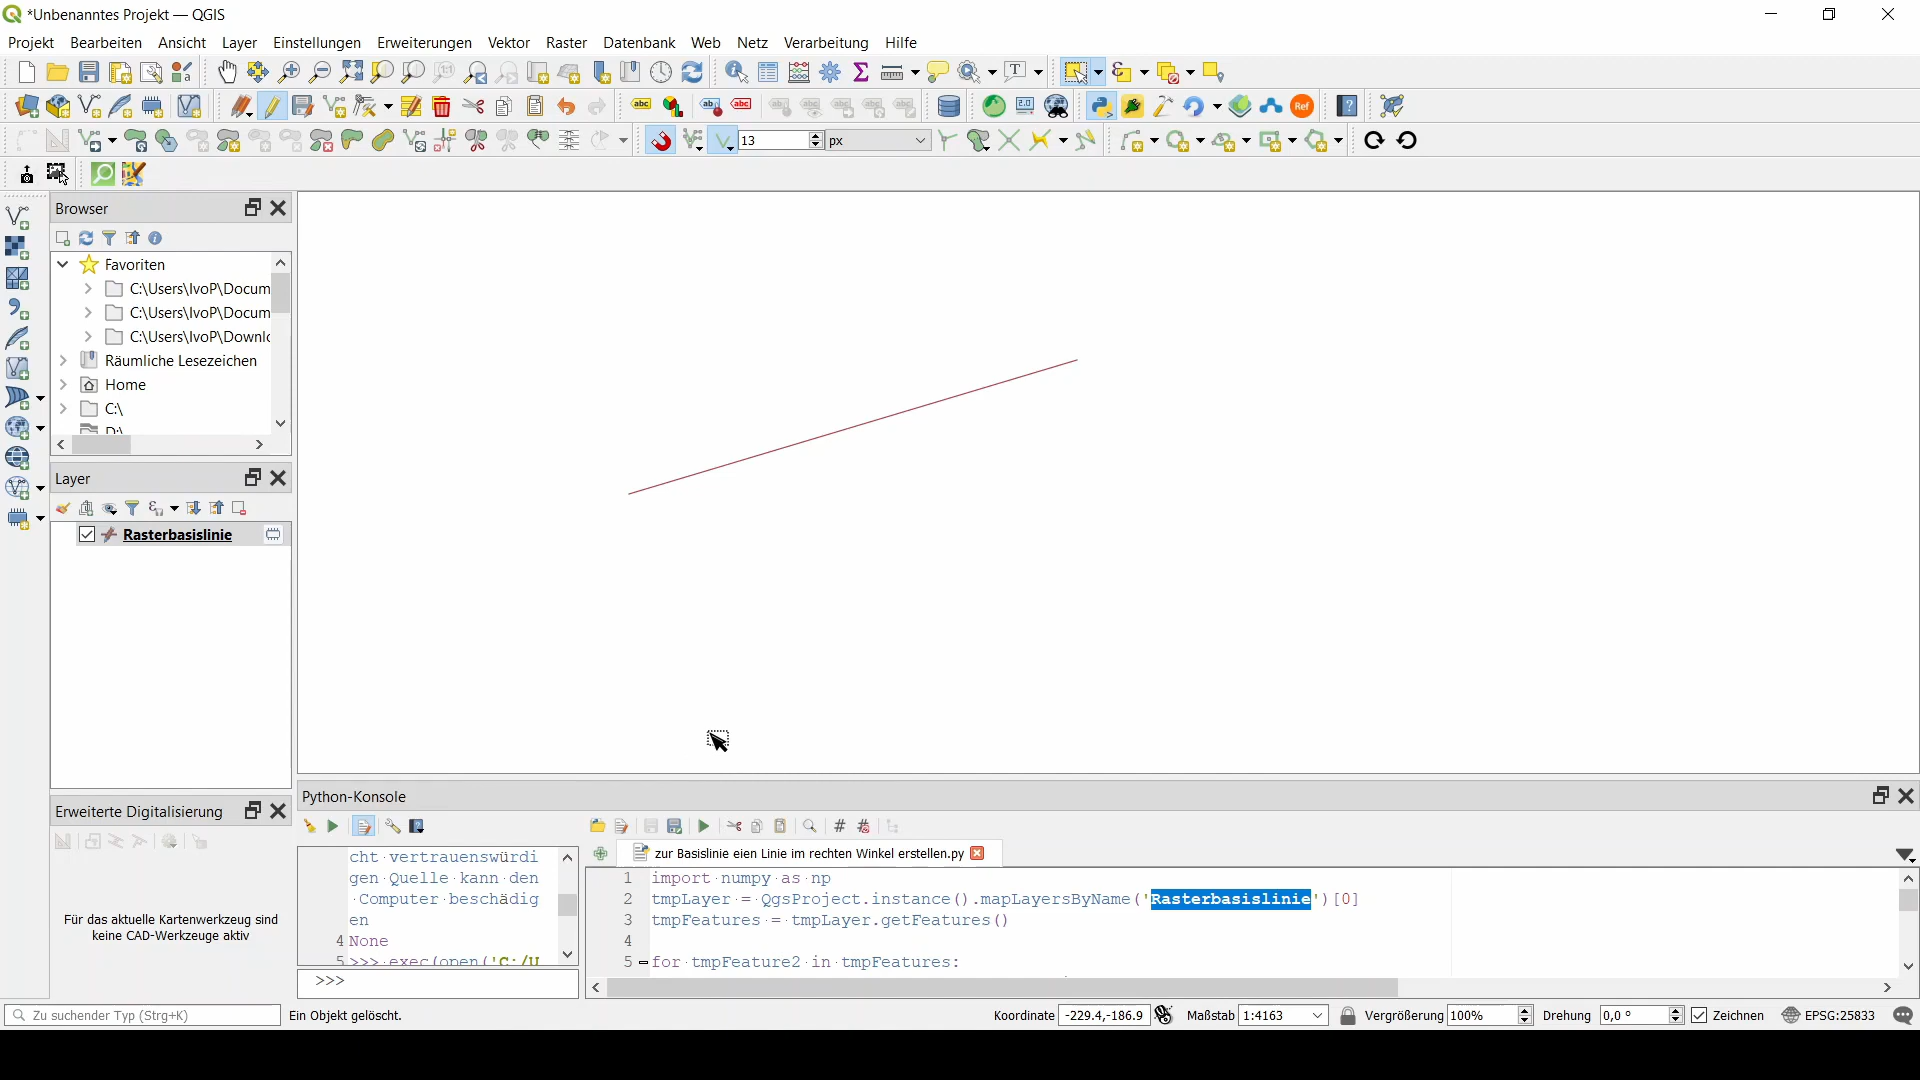 *Unbenanntes Projekt — QGIS
Projekt Bearbeiten Ansicht Layer Einstellungen Erweiterungen Vektor Raster Datenbank Web Netz Verarbeitung Hilfe
13 px
Browser
Favoriten
C:\Users\IvoP\Docum
C:\Users\IvoP\Docum
C:\Users\IvoP\Downlo
Räumliche Lesezeichen
Home
C:\
D:\
Layer
Rasterbasislinie
Erweiterte Digitalisierung
Für das aktuelle Kartenwerkzeug sind
keine CAD-Werkzeuge aktiv
Python-Konsole
cht vertrauenswürdi
gen Quelle kann den
Computer beschädig
en
4 None
5 >>> exec(open('C:/U
>>>
zur Basislinie eien Linie im rechten Winkel erstellen.py
1 import numpy as np
2 tmpLayer = QgsProject.instance().mapLayersByName('Rasterbasislinie')[0]
3 tmpFeatures = tmpLayer.getFeatures()
4
5 for tmpFeature2 in tmpFeatures:
Zu suchender Typ (Strg+K) Ein Objekt gelöscht. Koordinate -229.4,-186.9 Maßstab 1:4163 Vergrößerung 100% Drehung 0,0 ° Zeichnen EPSG:25833